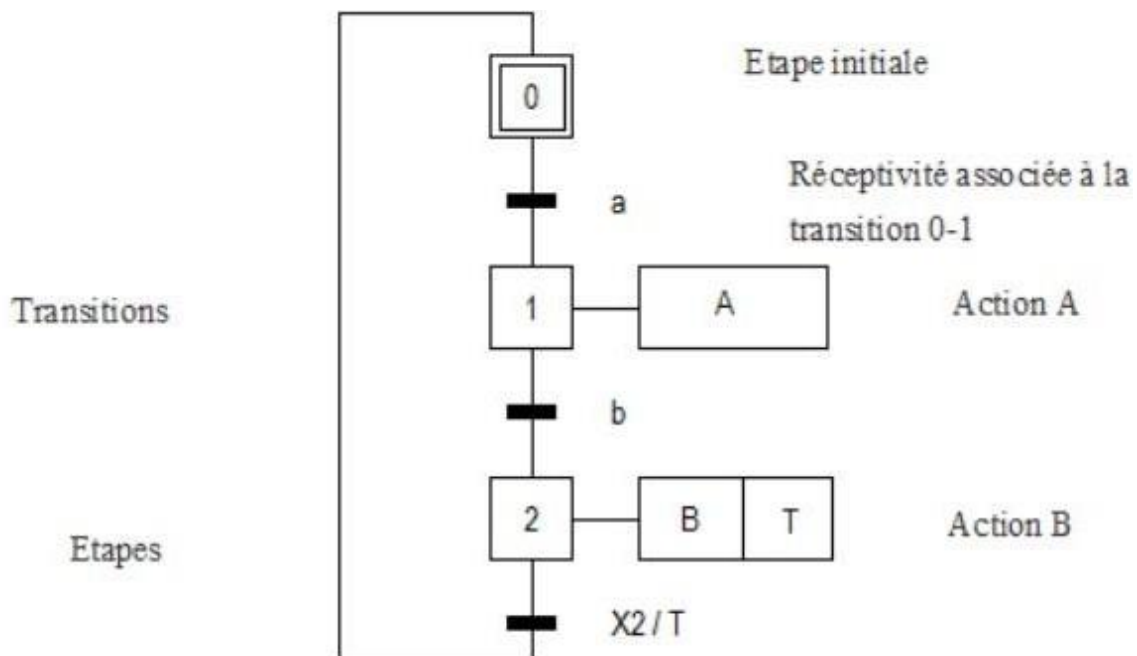 Etape initiale
0
Réceptivité associée à la
transition 0-1
a
Transitions
1
A
Action A
b
Etapes
2
B
T
Action B
X2 / T